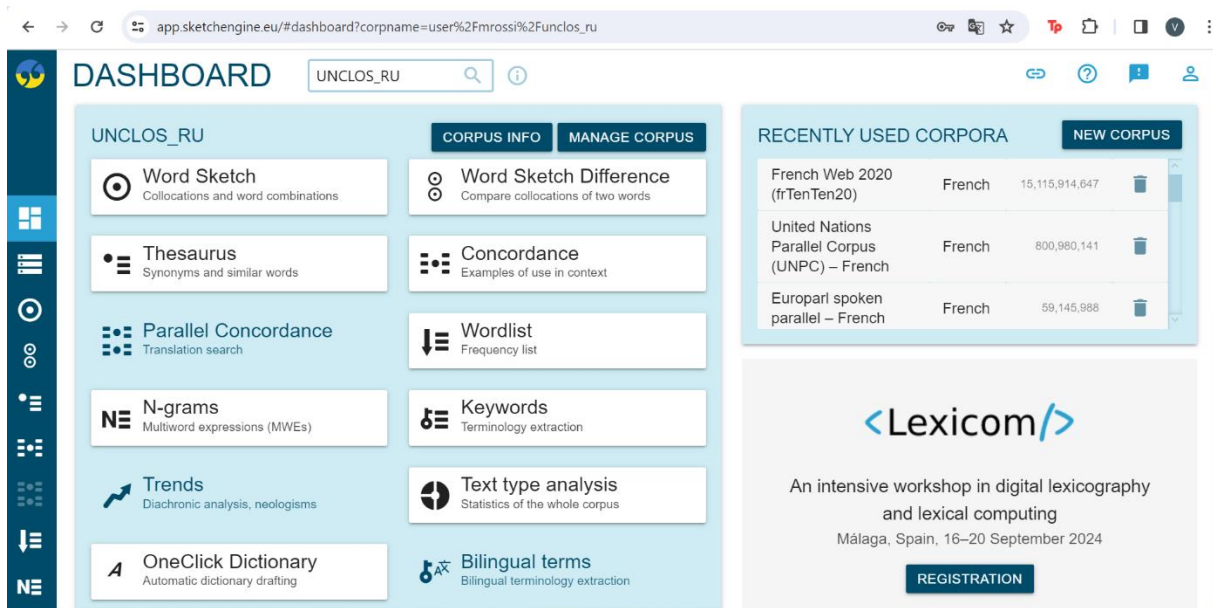 app.sketchengine.eu/#dashboard?corpname=user%2Fmrossi%2Funclos_ru
Tp
V
DASHBOARD
UNCLOS_RU
UNCLOS_RU
CORPUS INFO
MANAGE CORPUS
Word Sketch
Collocations and word combinations
Word Sketch Difference
Compare collocations of two words
Thesaurus
Synonyms and similar words
Concordance
Examples of use in context
Parallel Concordance
Translation search
Wordlist
Frequency list
N-grams
Multiword expressions (MWEs)
Keywords
Terminology extraction
Trends
Diachronic analysis, neologisms
Text type analysis
Statistics of the whole corpus
OneClick Dictionary
Automatic dictionary drafting
Bilingual terms
Bilingual terminology extraction
RECENTLY USED CORPORA
NEW CORPUS
French Web 2020
(frTenTen20)
French
15,115,914,647
United Nations
Parallel Corpus
(UNPC) – French
French
800,980,141
Europarl spoken
parallel – French
French
59,145,988
<Lexicom/>
An intensive workshop in digital lexicography
and lexical computing
Málaga, Spain, 16–20 September 2024
REGISTRATION